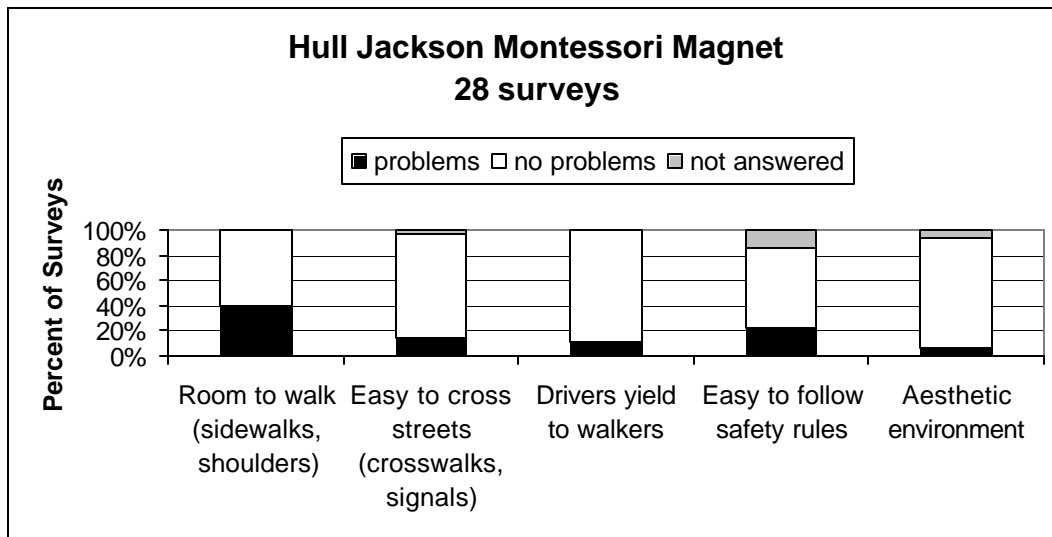 Hull Jackson Montessori Magnet
28 surveys
problems no problems not answered
Percent of Surveys
100%
80%
60%
40%
20%
0%
Room to walk
(sidewalks,
shoulders)
Easy to cross
streets
(crosswalks,
signals)
Drivers yield
to walkers
Easy to follow
safety rules
Aesthetic
environment